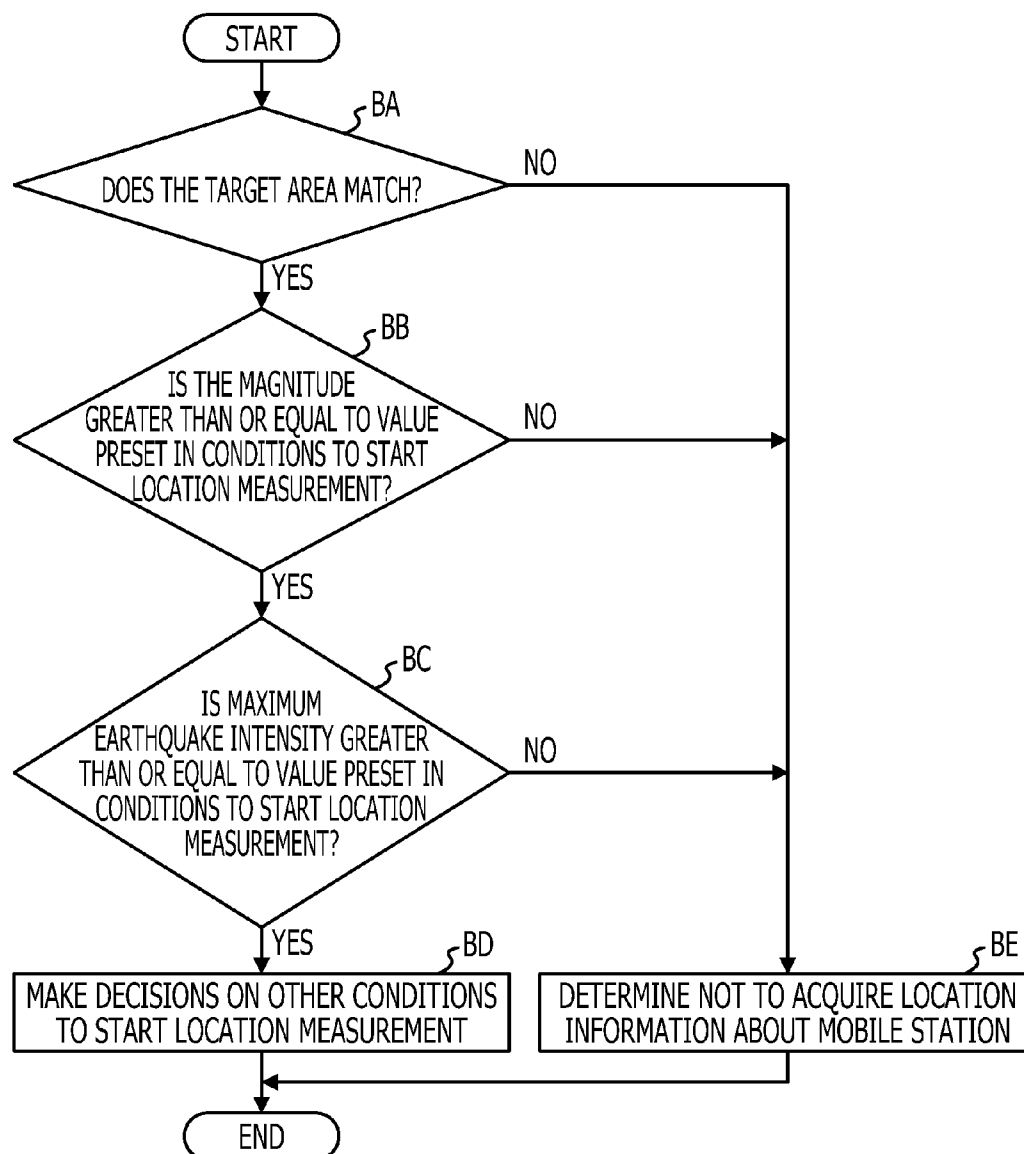 START
BA
DOES THE TARGET AREA MATCH?
NO
YES
BB
IS THE MAGNITUDE
GREATER THAN OR EQUAL TO VALUE
PRESET IN CONDITIONS TO START
LOCATION MEASUREMENT?
NO
YES
BC
IS MAXIMUM
EARTHQUAKE INTENSITY GREATER
THAN OR EQUAL TO VALUE PRESET IN
CONDITIONS TO START LOCATION
MEASUREMENT?
NO
YES
BD
MAKE DECISIONS ON OTHER CONDITIONS
TO START LOCATION MEASUREMENT
BE
DETERMINE NOT TO ACQUIRE LOCATION
INFORMATION ABOUT MOBILE STATION
END